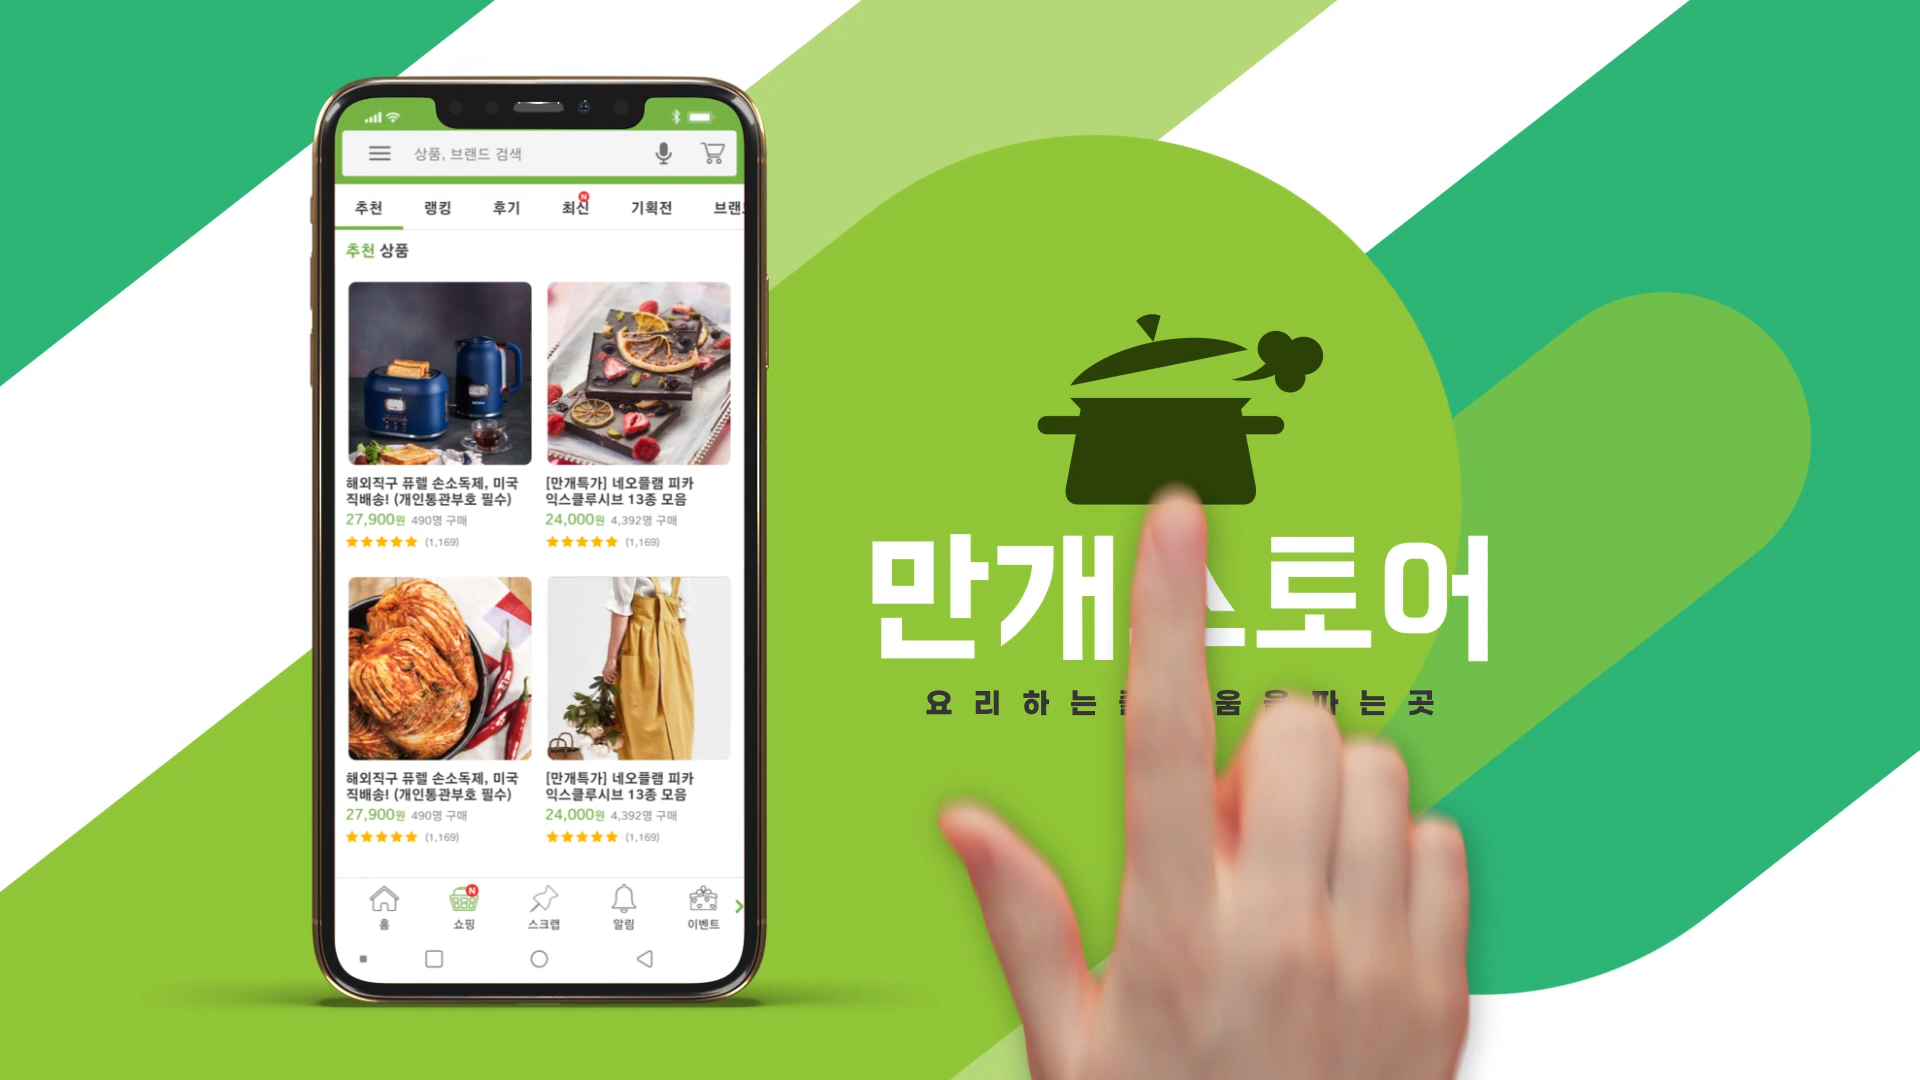 상품, 브랜드 검색
추천 랭킹 후기 최신 기획전
N
추천 상품
해외직구 퓨렐 손소독제, 미국
직배송! (개인통관부호 필수)
27,900원 490명 구매
(1,169)
[만개특가] 네오플램 피카
익스클루시브 13종 모음
24,000원 4,392명 구매
(1,169)
해외직구 퓨렐 손소독제, 미국
직배송! (개인통관부호 필수)
27,900원 490명 구매
(1,169)
[만개특가] 네오플램 피카
익스클루시브 13종 모음
24,000원 4,392명 구매
(1,169)
N
홈 쇼핑 스크랩 알림 이벤트
만개스토어
요리하는 는곳